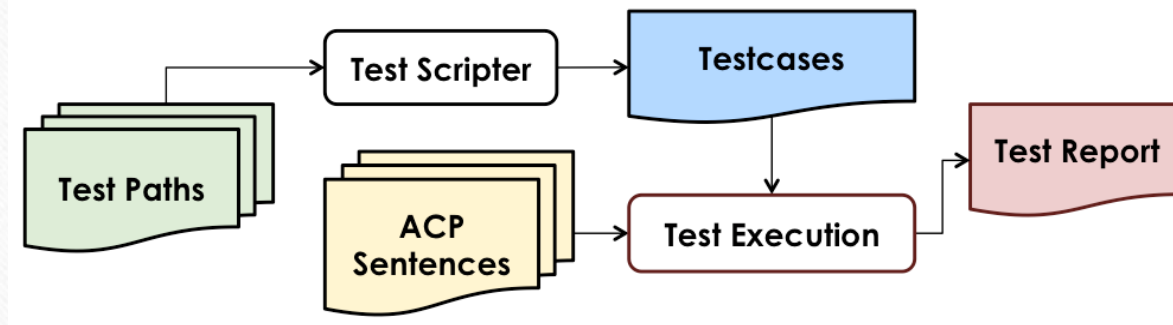 Test Scripter
Testcases
Test Paths
ACP
Sentences
Test Execution
Test Report